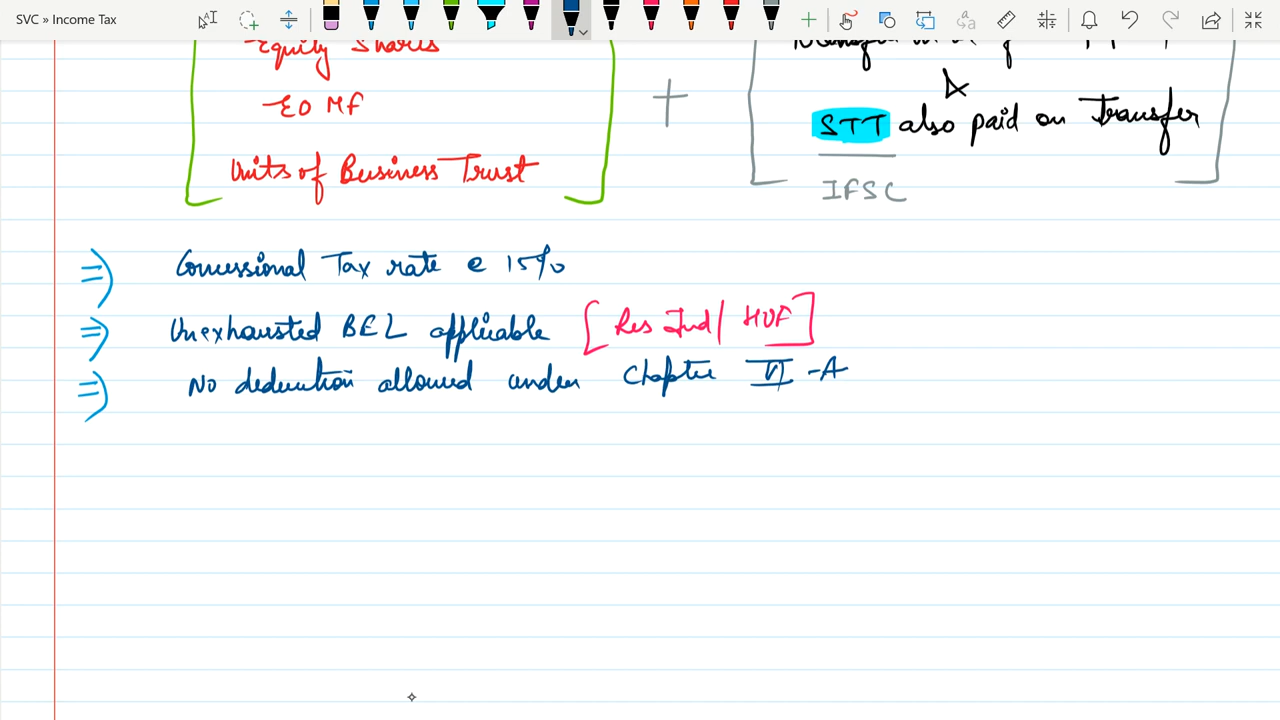 SVC » Income Tax
Equity Shares
EO MF
Units of Business Trust
+
&
STT also paid on Transfer
IFSC
⇒ Concessional Tax rate @ 15%
⇒ Unexhausted BEL applicable [Res Ind/ HUF]
⇒ No deduction allowed under Chapter VI-A